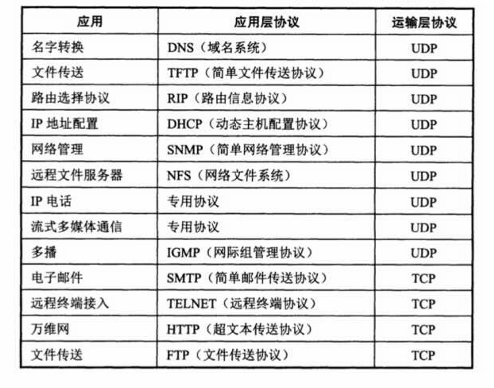 应用 应用层协议 运输层协议
名字转换 DNS（域名系统） UDP
文件传送 TFTP（简单文件传送协议） UDP
路由选择协议 RIP（路由信息协议） UDP
IP 地址配置 DHCP（动态主机配置协议） UDP
网络管理 SNMP（简单网络管理协议） UDP
远程文件服务器 NFS（网络文件系统） UDP
IP 电话 专用协议 UDP
流式多媒体通信 专用协议 UDP
多播 IGMP（网际组管理协议） UDP
电子邮件 SMTP（简单邮件传送协议） TCP
远程终端接入 TELNET（远程终端协议） TCP
万维网 HTTP（超文本传送协议） TCP
文件传送 FTP（文件传送协议） TCP